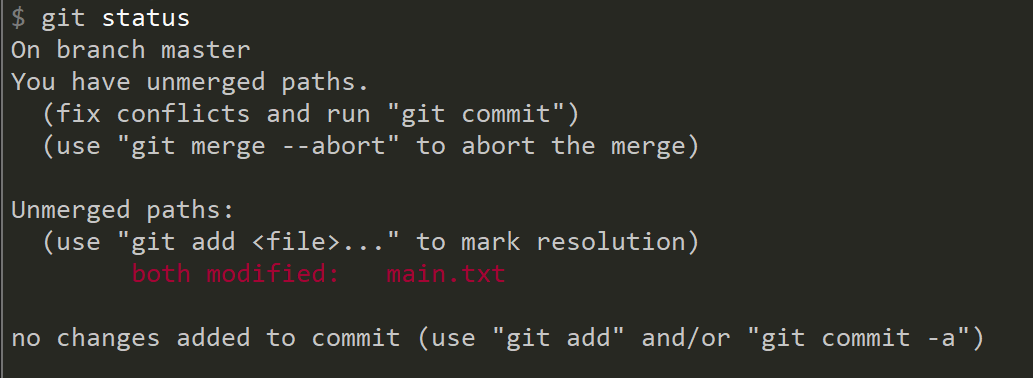 $ git status
On branch master
You have unmerged paths.
  (fix conflicts and run "git commit")
  (use "git merge --abort" to abort the merge)

Unmerged paths:
  (use "git add <file>..." to mark resolution)
        both modified:   main.txt

no changes added to commit (use "git add" and/or "git commit -a")